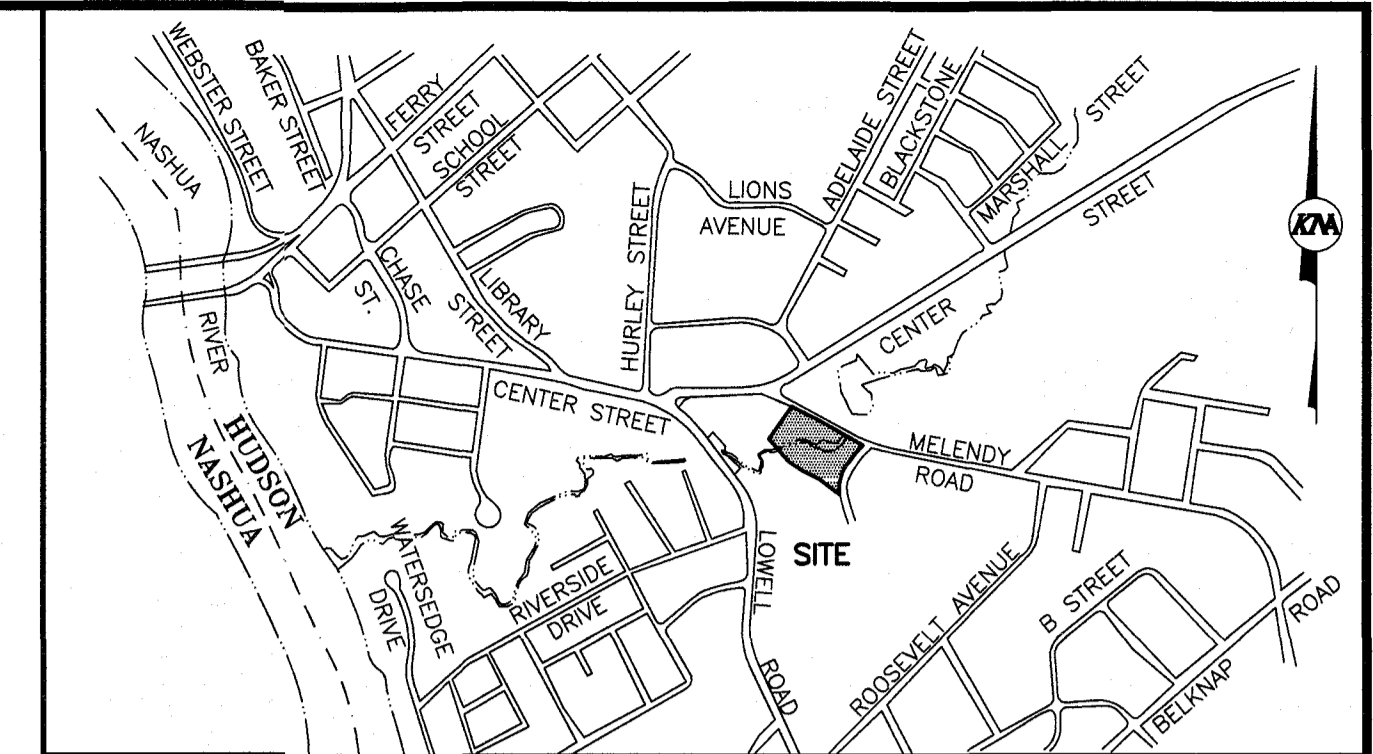 WEBSTER STREET
BAKER STREET
FERRY
STREET
SCHOOL
STREET
NASHUA
RIVER
ADELAIDE STREET
BLACKSTONE
MARSHALL
STREET
LIONS
AVENUE
HURLEY STREET
CENTER
STREET
KNA
CHASE
ST.
LIBRARY
STREET
CENTER STREET
MELENDY
ROAD
HUDSON
NASHUA
WATERSEDGE
DRIVE
RIVERSIDE
DRIVE
LOWELL
ROAD
SITE
ROOSEVELT AVENUE
B STREET
BELKNAP
ROAD